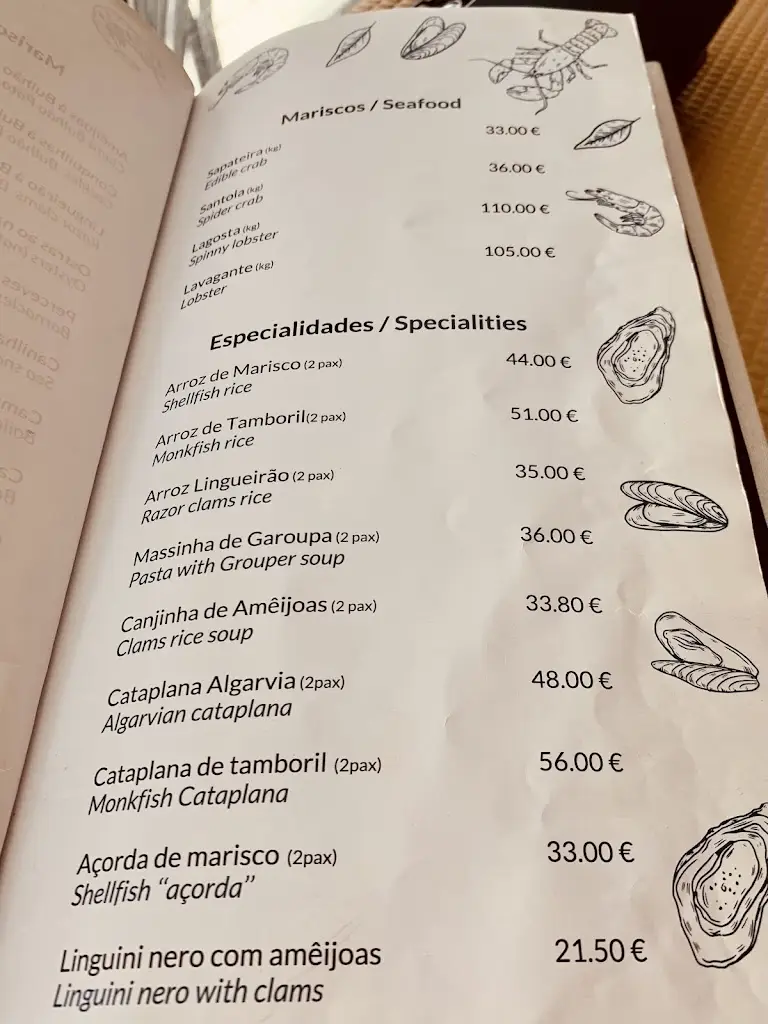 Mariscos / Seafood
Sapateira (kg) 33.00 €
Edible crab
Santola (kg) 36.00 €
Spider crab
Lagosta (kg) 110.00 €
Spinny lobster
Lavagante (kg) 105.00 €
Lobster
Especialidades / Specialities
Arroz de Marisco (2 pax) 44.00 €
Shellfish rice
Arroz de Tamboril(2 pax) 51.00 €
Monkfish rice
Arroz Lingueirão (2 pax) 35.00 €
Razor clams rice
Massinha de Garoupa (2 pax) 36.00 €
Pasta with Grouper soup
Canjinha de Amêijoas (2 pax) 33.80 €
Clams rice soup
Cataplana Algarvia (2pax) 48.00 €
Algarvian cataplana
Cataplana de tamboril (2pax) 56.00 €
Monkfish Cataplana
Açorda de marisco (2pax) 33.00 €
Shellfish “açorda”
Linguini nero com amêijoas 21.50 €
Linguini nero with clams